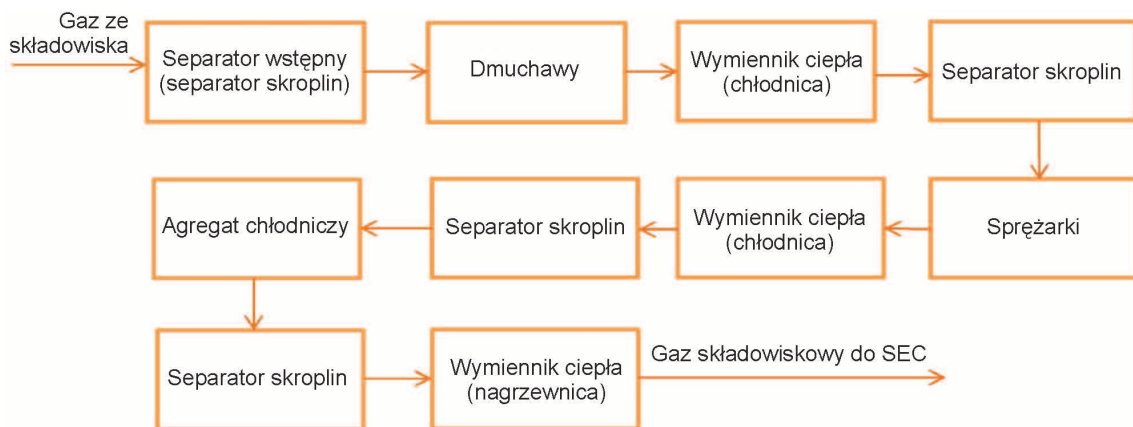 Gaz ze
składowiska
Separator wstępny
(separator skroplin)
Dmuchawy
Wymiennik ciepła
(chłodnica)
Separator skroplin
Sprężarki
Wymiennik ciepła
(chłodnica)
Separator skroplin
Agregat chłodniczy
Separator skroplin
Wymiennik ciepła
(nagrzewnica)
Gaz składowiskowy do SEC